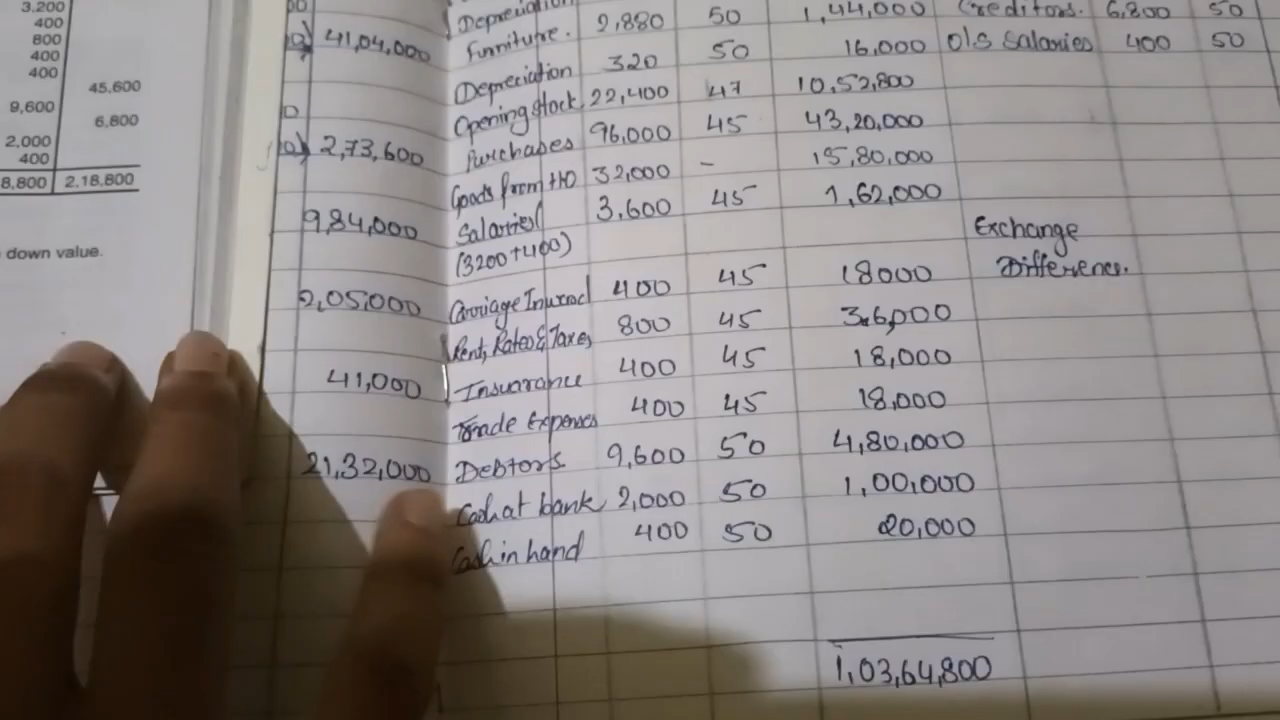 3,200
400
800
400
400
45,600
9,600
6,800
2,000
400
8,800 2,18,800
down value.
41,04,000
2,73,600
9,84,000
2,05,000
41,000
21,32,000
Depreciation
furniture. 2,880 50 1,44,000 Creditors. 6,800 50
Depreciation 320 50 16,000 O/S Salaries 400 50
Opening stock 22,400 47 10,52,800
Purchases 96,000 45 43,20,000
Goods from HO 32,000 - 15,80,000
Salaries 3,600 45 1,62,000
(3200+400)
Exchange
Difference.
Carriage Inward 400 45 18000
Rent, Rates & Taxes 800 45 36,000
Insurance 400 45 18,000
Trade Expenses 400 45 18,000
Debtors 9,600 50 4,80,000
Cash at bank 2,000 50 1,00,000
Cash in hand 400 50 20,000
1,03,64,800